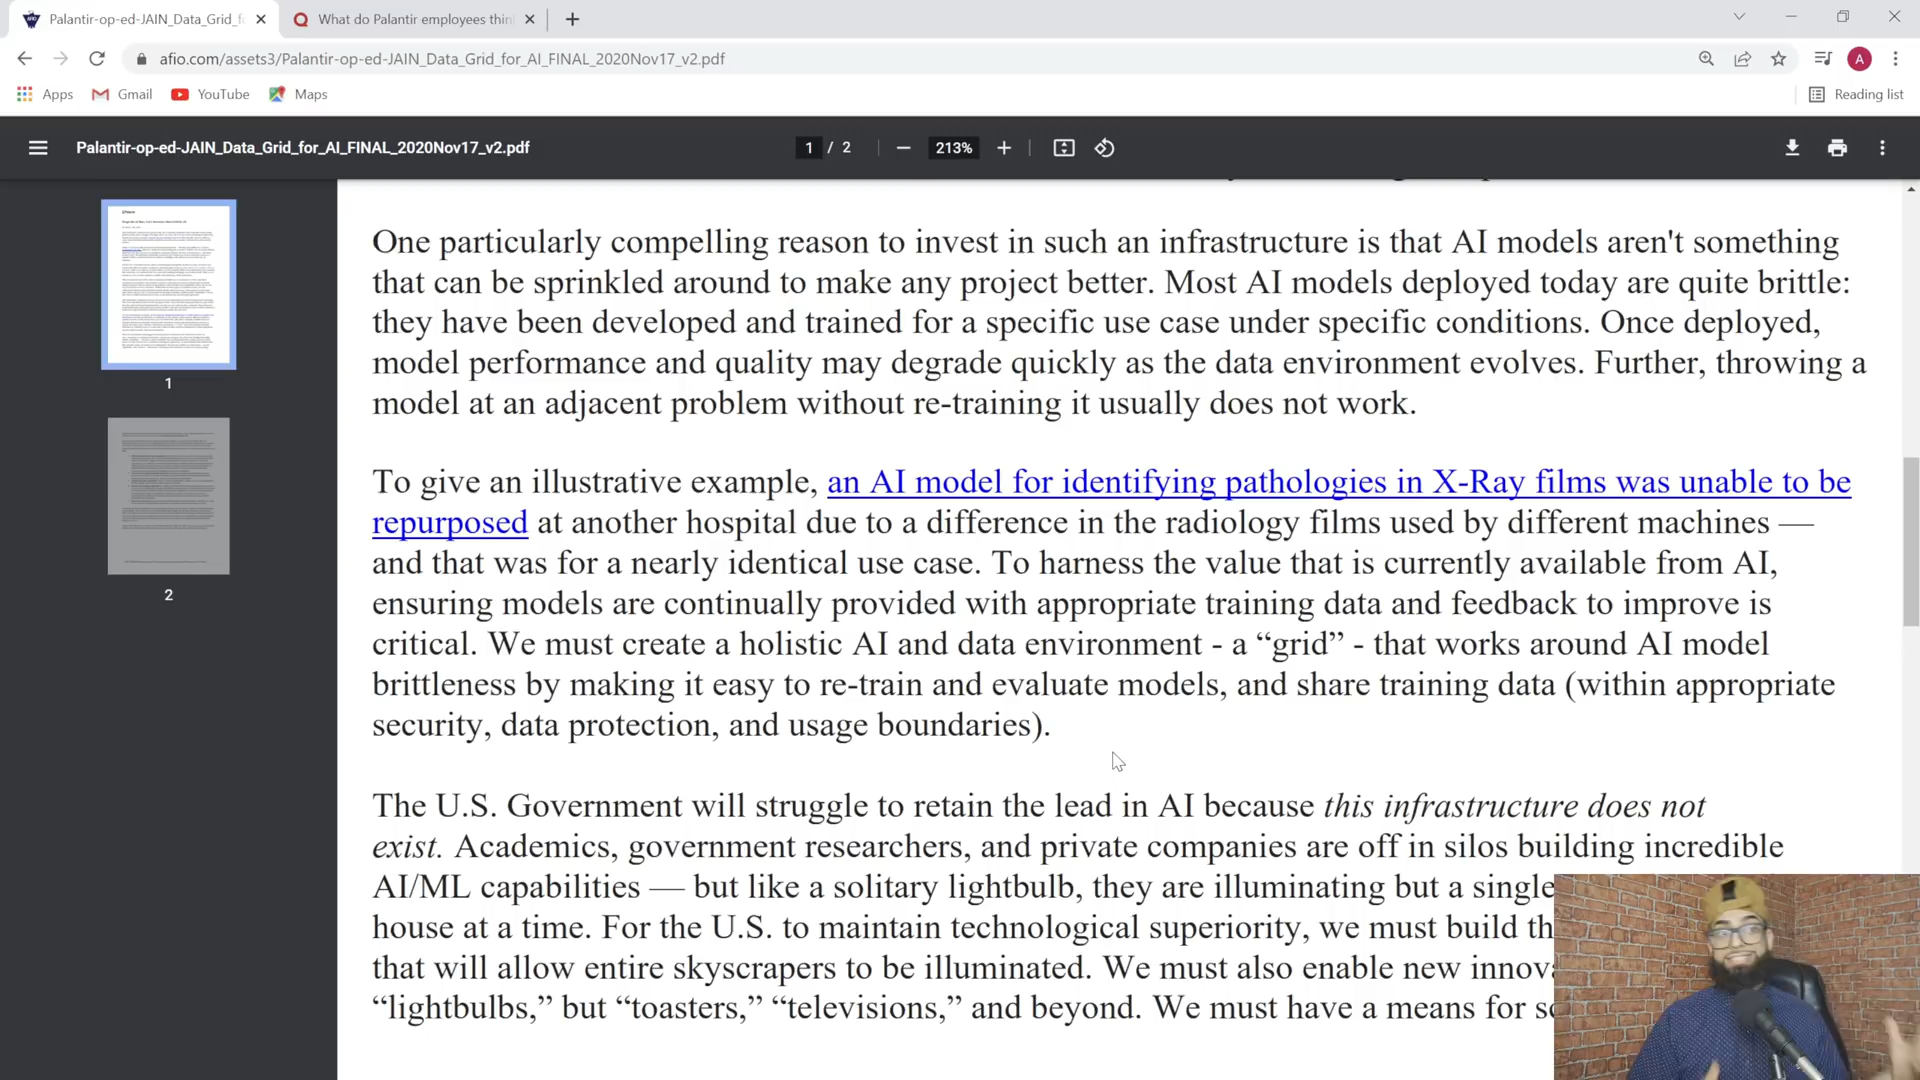 Palantir-op-ed-JAIN_Data_Grid_f
What do Palantir employees thin
afio.com/assets3/Palantir-op-ed-JAIN_Data_Grid_for_AI_FINAL_2020Nov17_v2.pdf
A
Apps
Gmail
YouTube
Maps
Reading list
Palantir-op-ed-JAIN_Data_Grid_for_AI_FINAL_2020Nov17_v2.pdf
1 / 2
213%
1
2
One particularly compelling reason to invest in such an infrastructure is that AI models aren't something
that can be sprinkled around to make any project better. Most AI models deployed today are quite brittle:
they have been developed and trained for a specific use case under specific conditions. Once deployed,
model performance and quality may degrade quickly as the data environment evolves. Further, throwing a
model at an adjacent problem without re-training it usually does not work.
To give an illustrative example, an AI model for identifying pathologies in X-Ray films was unable to be
repurposed at another hospital due to a difference in the radiology films used by different machines —
and that was for a nearly identical use case. To harness the value that is currently available from AI,
ensuring models are continually provided with appropriate training data and feedback to improve is
critical. We must create a holistic AI and data environment - a “grid” - that works around AI model
brittleness by making it easy to re-train and evaluate models, and share training data (within appropriate
security, data protection, and usage boundaries).
The U.S. Government will struggle to retain the lead in AI because this infrastructure does not
exist. Academics, government researchers, and private companies are off in silos building incredible
AI/ML capabilities — but like a solitary lightbulb, they are illuminating but a single
house at a time. For the U.S. to maintain technological superiority, we must build th
that will allow entire skyscrapers to be illuminated. We must also enable new innova
“lightbulbs,” but “toasters,” “televisions,” and beyond. We must have a means for